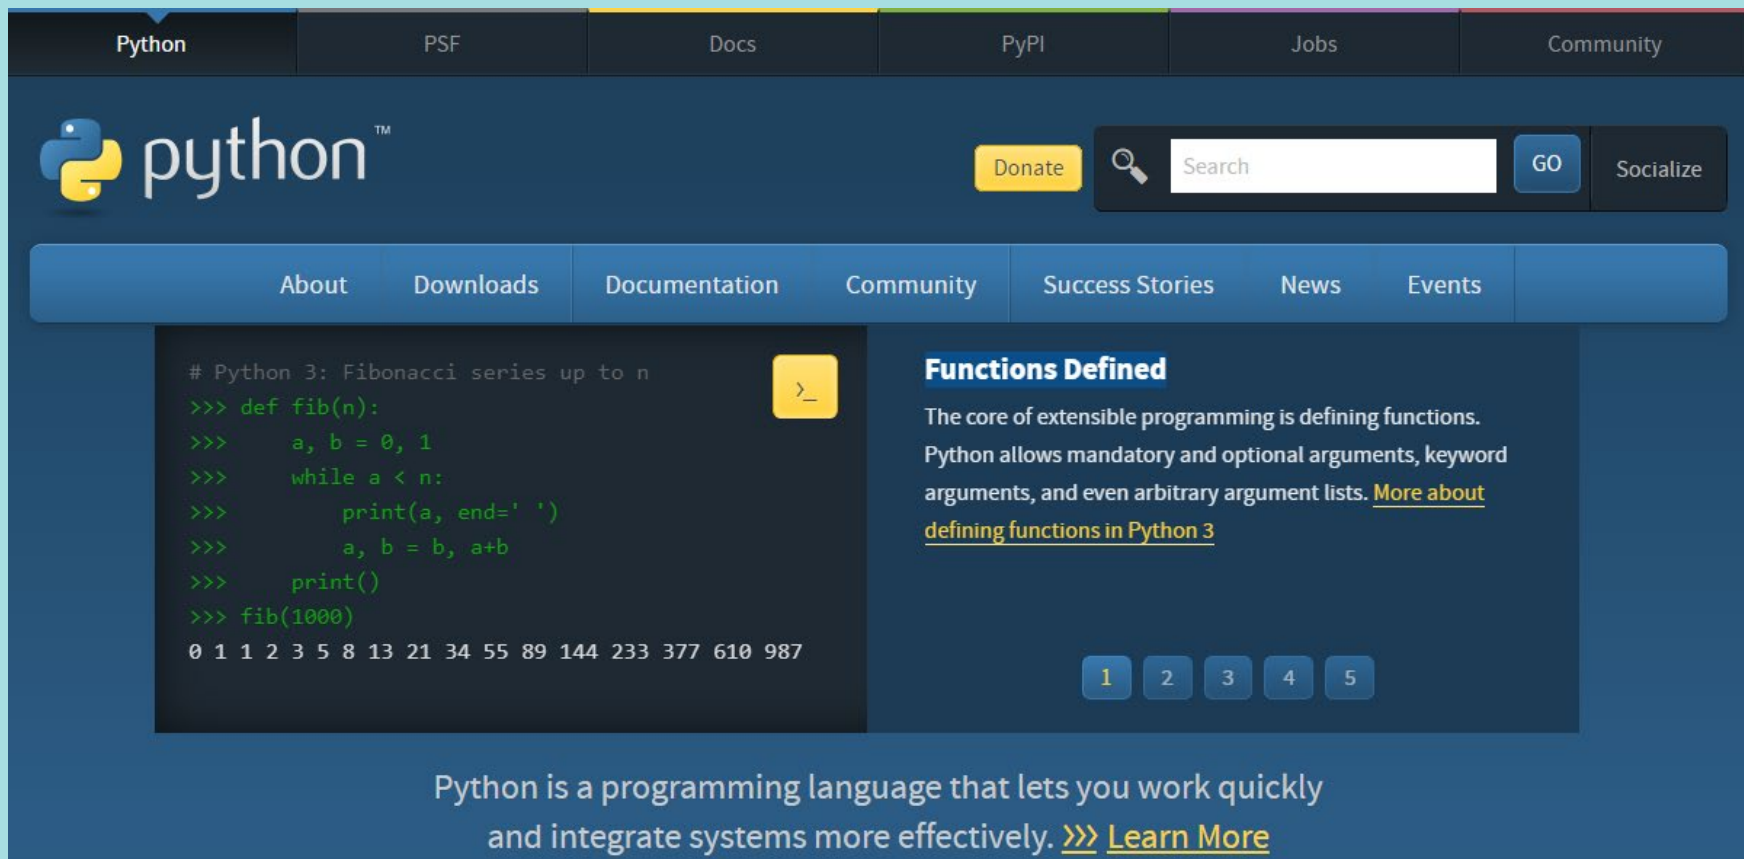 Python PSF Docs PyPI Jobs Community
python™
Donate Search GO Socialize
About Downloads Documentation Community Success Stories News Events
# Python 3: Fibonacci series up to n
>>> def fib(n):
>>>     a, b = 0, 1
>>>     while a < n:
>>>         print(a, end=' ')
>>>         a, b = b, a+b
>>>     print()
>>> fib(1000)
0 1 1 2 3 5 8 13 21 34 55 89 144 233 377 610 987
>_
Functions Defined
The core of extensible programming is defining functions.
Python allows mandatory and optional arguments, keyword
arguments, and even arbitrary argument lists. More about
defining functions in Python 3
1 2 3 4 5
Python is a programming language that lets you work quickly
and integrate systems more effectively. >>> Learn More